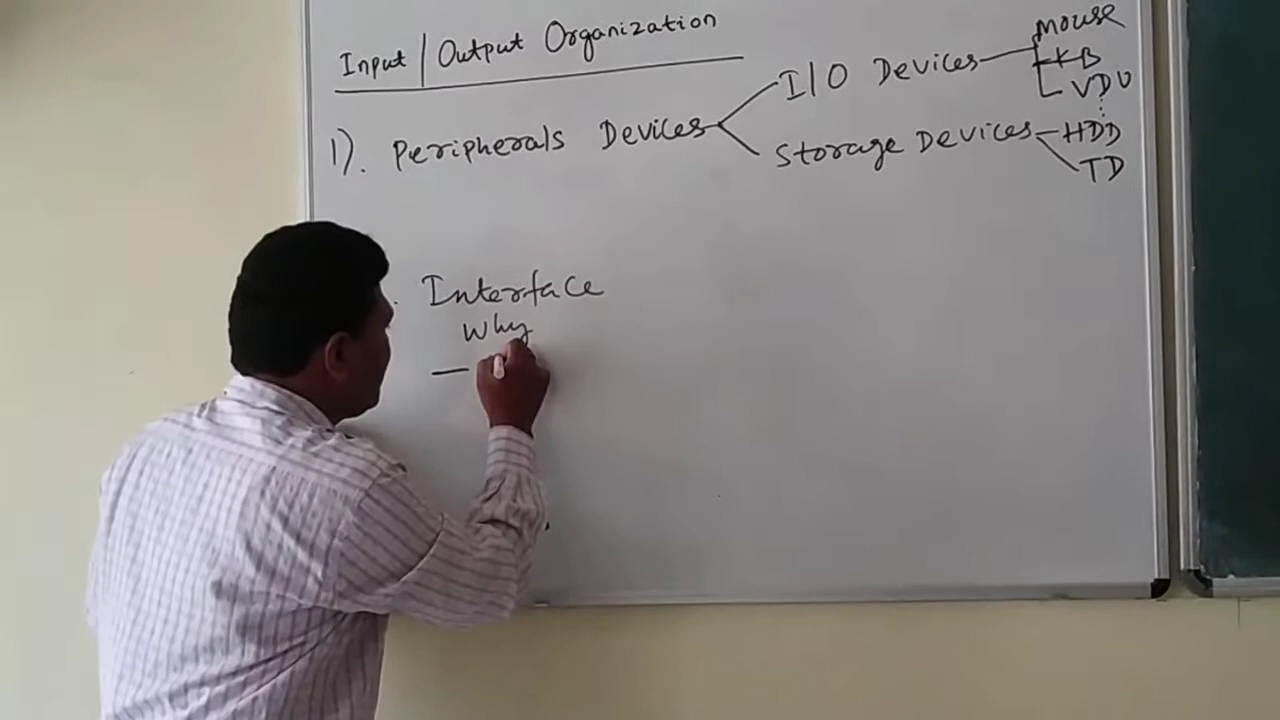 Input | Output Organization
1). Peripherals Devices
I/O Devices
Mouse
KB
VDU
Storage Devices
HDD
TD
Interface
Why